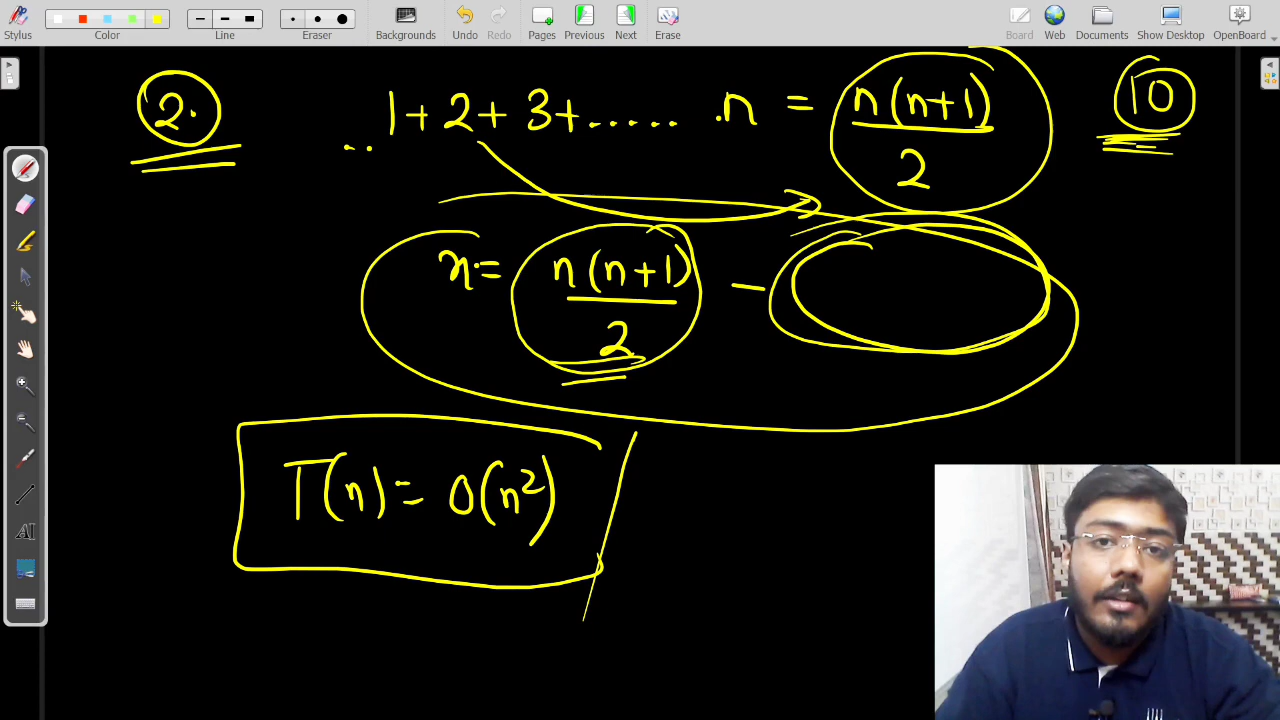 Stylus Color Line Eraser Backgrounds Undo Redo Pages Previous Next Erase Board Web Documents Show Desktop OpenBoard
2. 1+2+3+...... .n = n(n+1)/2 10
x = n(n+1)/2 -
T(n) = O(n²)
AI